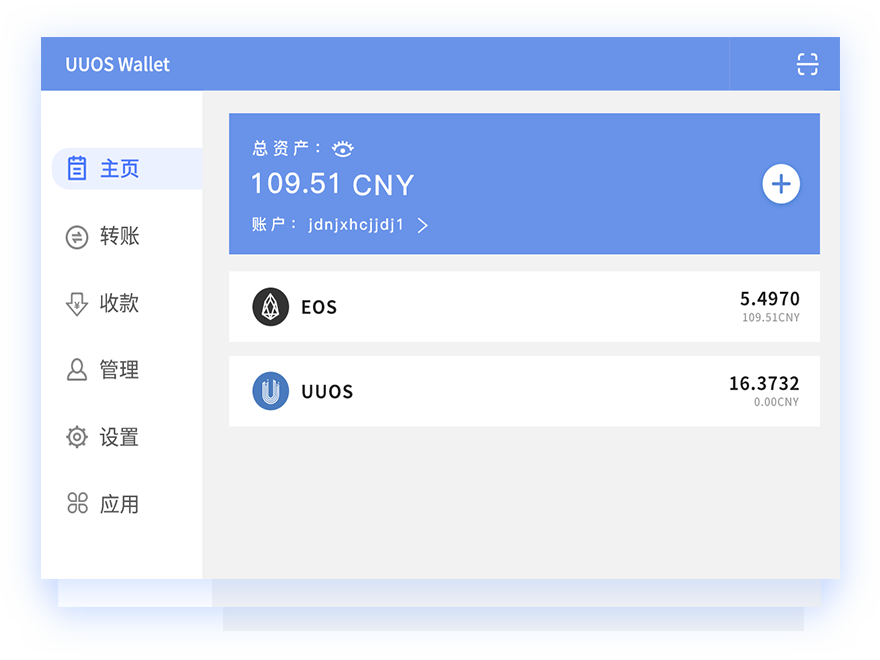 UUOS Wallet
主页
转账
收款
管理
设置
应用
总资产：
109.51 CNY
账户： jdnjxhcjjdj1
EOS
5.4970
109.51CNY
UUOS
16.3732
0.00CNY